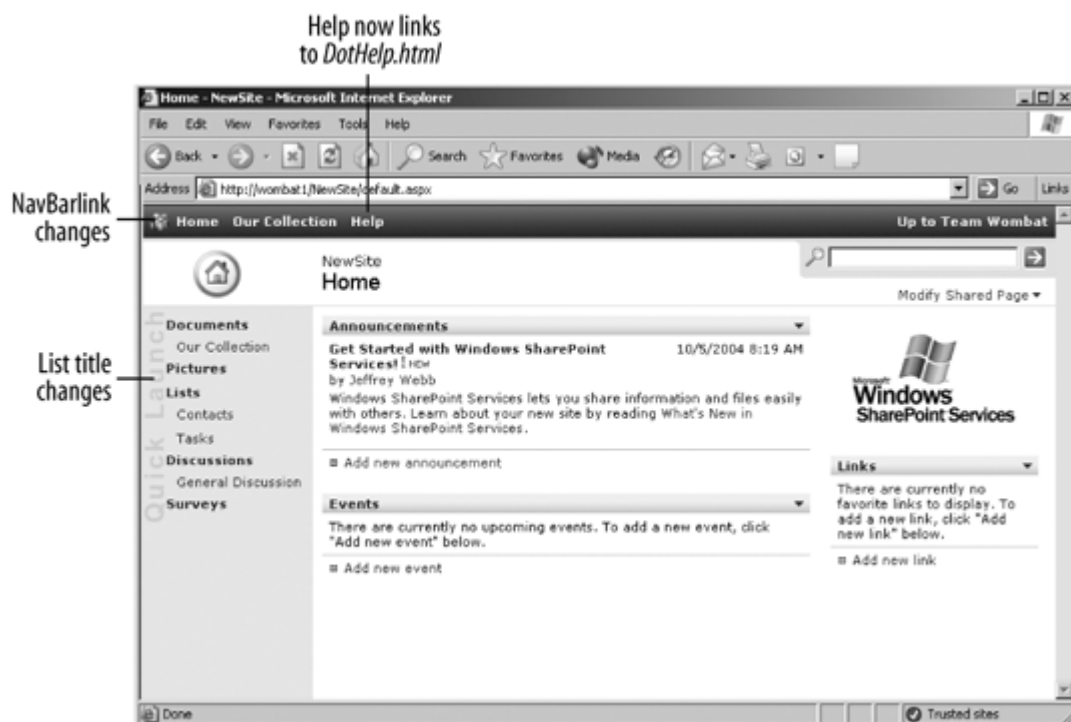 Help now links
to DotHelp.html
Home - NewSite - Microsoft Internet Explorer
File Edit View Favorites Tools Help
Back Search Favorites Media
Address http://wombat1/NewSite/default.aspx Go Links
NavBarlink
changes
Home Our Collection Help Up to Team Wombat
NewSite
Home
Modify Shared Page
Quick Launch
List title
changes
Documents
Our Collection
Pictures
Lists
Contacts
Tasks
Discussions
General Discussion
Surveys
Announcements
Get Started with Windows SharePoint 10/5/2004 8:19 AM
Services! NEW
by Jeffrey Webb
Windows SharePoint Services lets you share information and files easily
with others. Learn about your new site by reading What's New in
Windows SharePoint Services.
Add new announcement
Events
There are currently no upcoming events. To add a new event, click
"Add new event" below.
Add new event
Microsoft
Windows
SharePoint Services
Links
There are currently no
favorite links to display. To
add a new link, click "Add
new link" below.
Add new link
Done Trusted sites